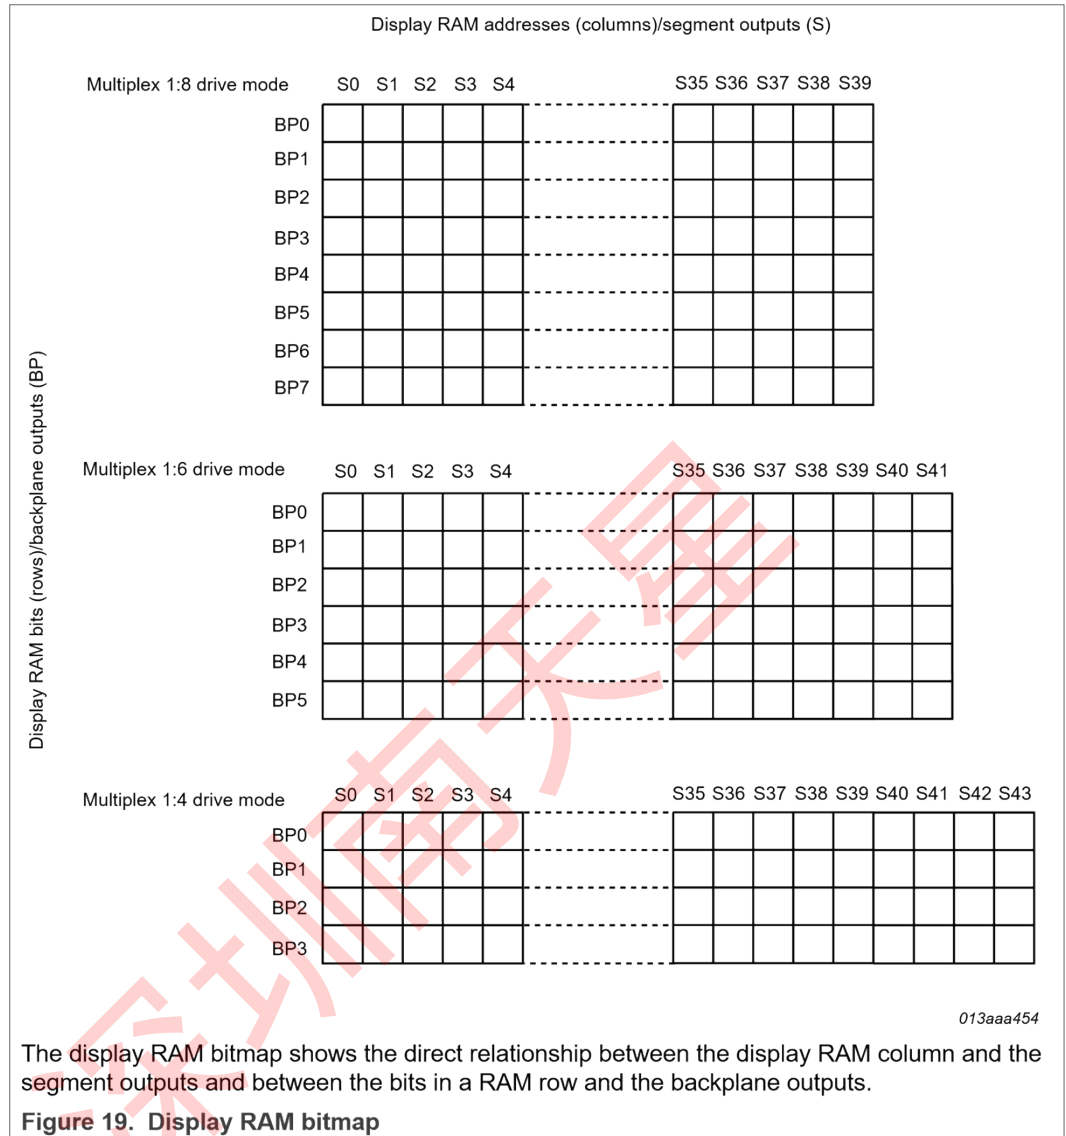 Display RAM addresses (columns)/segment outputs (S)
Multiplex 1:8 drive mode S0 S1 S2 S3 S4 S35 S36 S37 S38 S39
BP0
BP1
BP2
BP3
BP4
BP5
BP6
BP7
Display RAM bits (rows)/backplane outputs (BP)
Multiplex 1:6 drive mode S0 S1 S2 S3 S4 S35 S36 S37 S38 S39 S40 S41
BP0
BP1
BP2
BP3
BP4
BP5
Multiplex 1:4 drive mode S0 S1 S2 S3 S4 S35 S36 S37 S38 S39 S40 S41 S42 S43
BP0
BP1
BP2
BP3
013aaa454
The display RAM bitmap shows the direct relationship between the display RAM column and the
segment outputs and between the bits in a RAM row and the backplane outputs.
Figure 19. Display RAM bitmap
深圳南天星